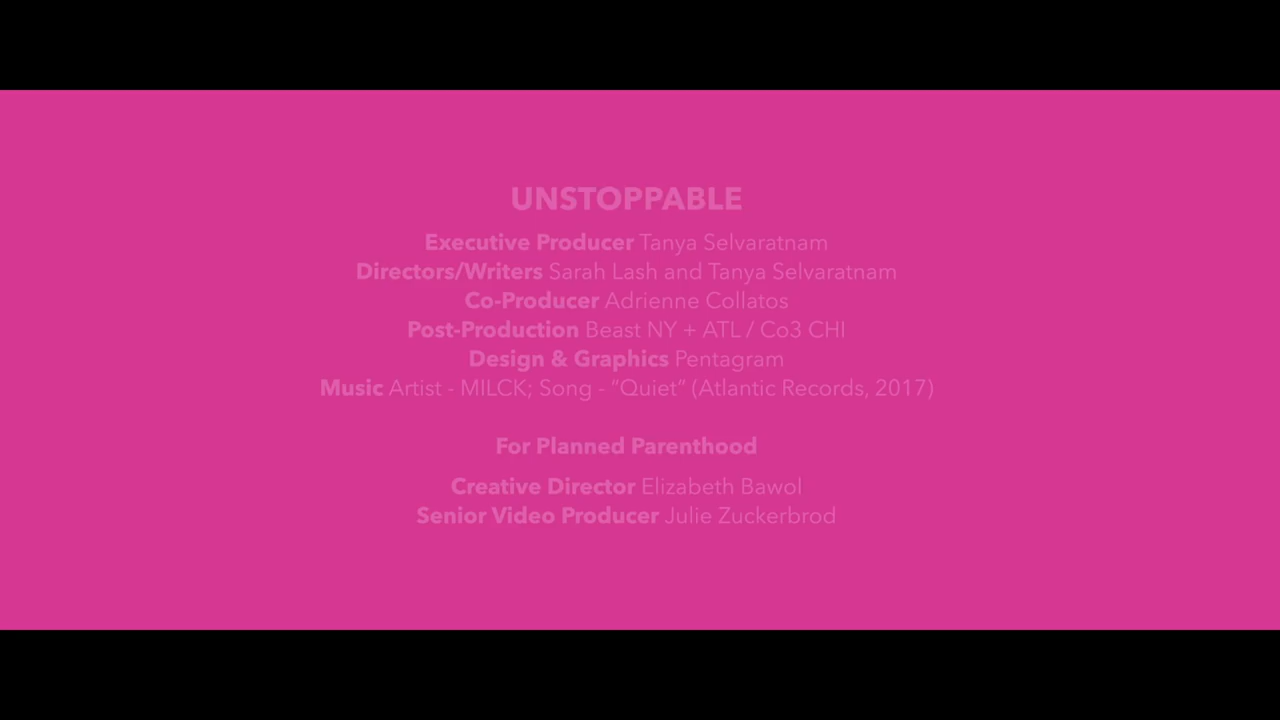 UNSTOPPABLE
Executive Producer Tanya Selvaratnam
Directors/Writers Sarah Lash and Tanya Selvaratnam
Co-Producer Adrienne Collatos
Post-Production Beast NY + ATL / Co3 CHI
Design & Graphics Pentagram
Music Artist - MILCK; Song - “Quiet” (Atlantic Records, 2017)
For Planned Parenthood
Creative Director Elizabeth Bawol
Senior Video Producer Julie Zuckerbrod